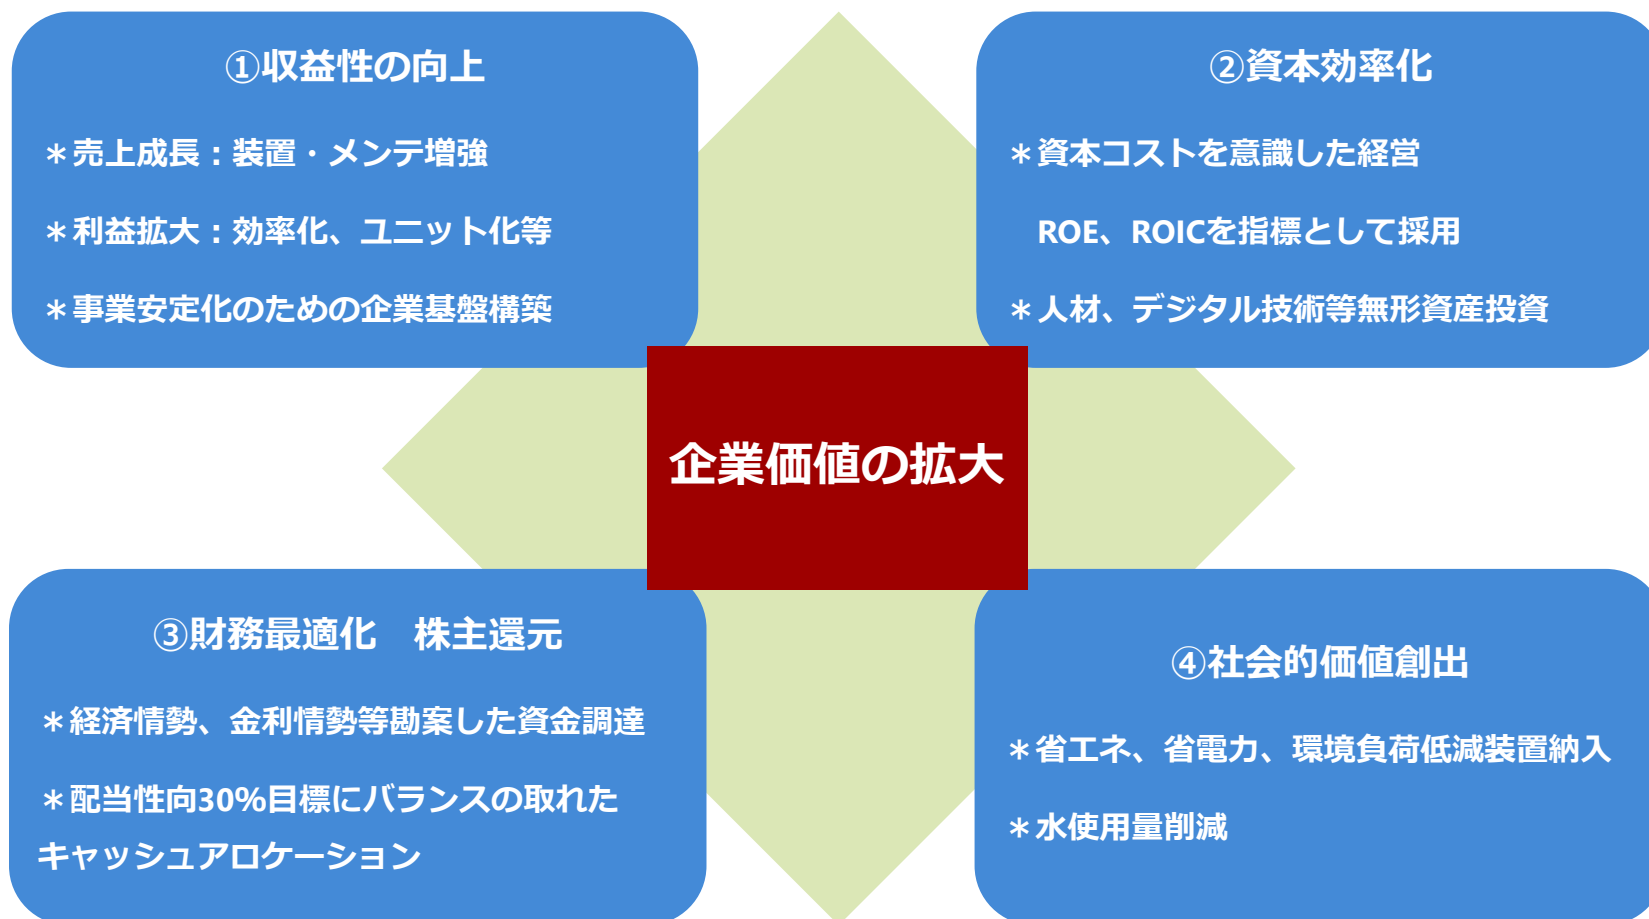 ①収益性の向上
＊売上成長：装置・メンテ増強
＊利益拡大：効率化、ユニット化等
＊事業安定化のための企業基盤構築
②資本効率化
＊資本コストを意識した経営
ROE、ROICを指標として採用
＊人材、デジタル技術等無形資産投資
企業価値の拡大
③財務最適化　株主還元
＊経済情勢、金利情勢等勘案した資金調達
＊配当性向30%目標にバランスの取れた
キャッシュアロケーション
④社会的価値創出
＊省エネ、省電力、環境負荷低減装置納入
＊水使用量削減